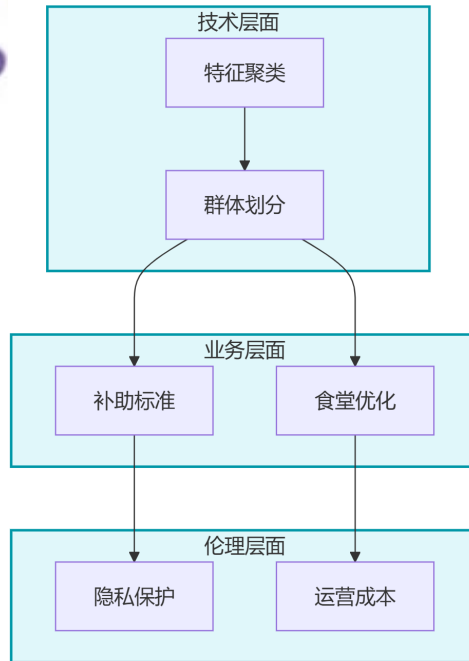 技术层面
特征聚类
群体划分
业务层面
补助标准
食堂优化
伦理层面
隐私保护
运营成本